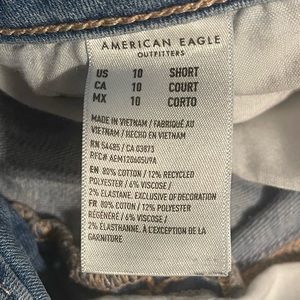 AMERICAN EAGLE
OUTFITTERS
US 10 SHORT
CA 10 COURT
MX 10 CORTO
MADE IN VIETNAM / FABRIQUÉ AU
VIETNAM / HECHO EN VIETNAM
RN 54485 / CA 03873
RFC# AEM120605U9A
EN 80% COTTON / 12% RECYCLED
POLYESTER / 6% VISCOSE /
2% ELASTANE. EXCLUSIVE OF DECORATION
FR 80% COTON / 12% POLYESTER
RÉGÉNÉRÉ / 6% VISCOSE /
2% ÉLASTHANNE. À L'EXCEPTION DE LA
GARNITURE